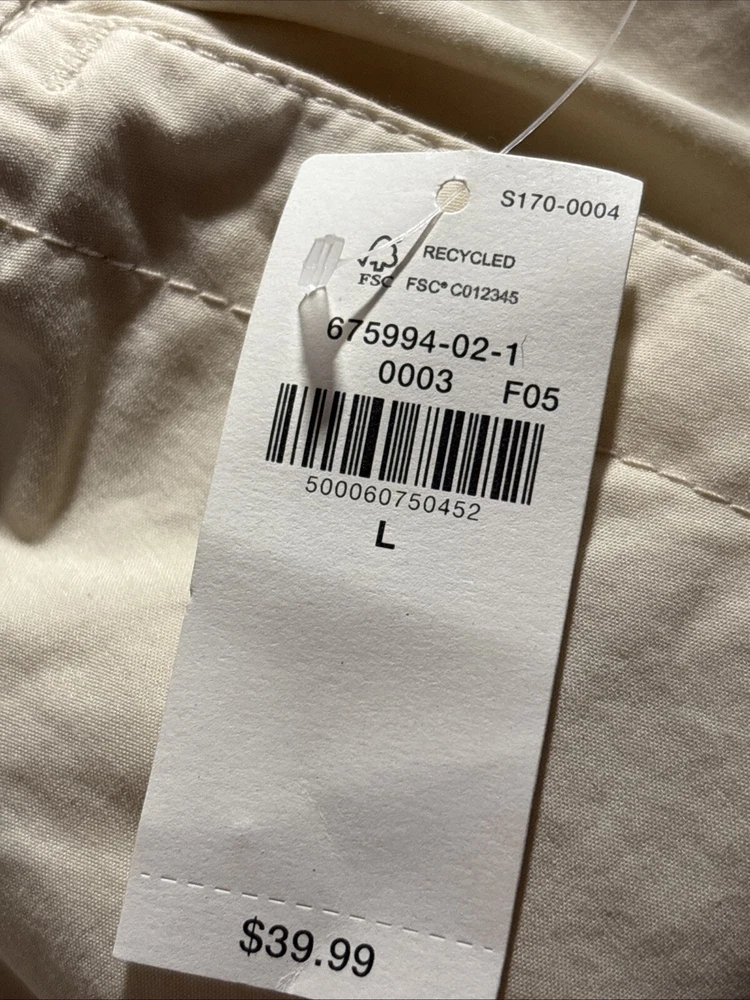 S170-0004
RECYCLED
FSC FSC® C012345
675994-02-1
0003 F05
500060750452
L
$39.99